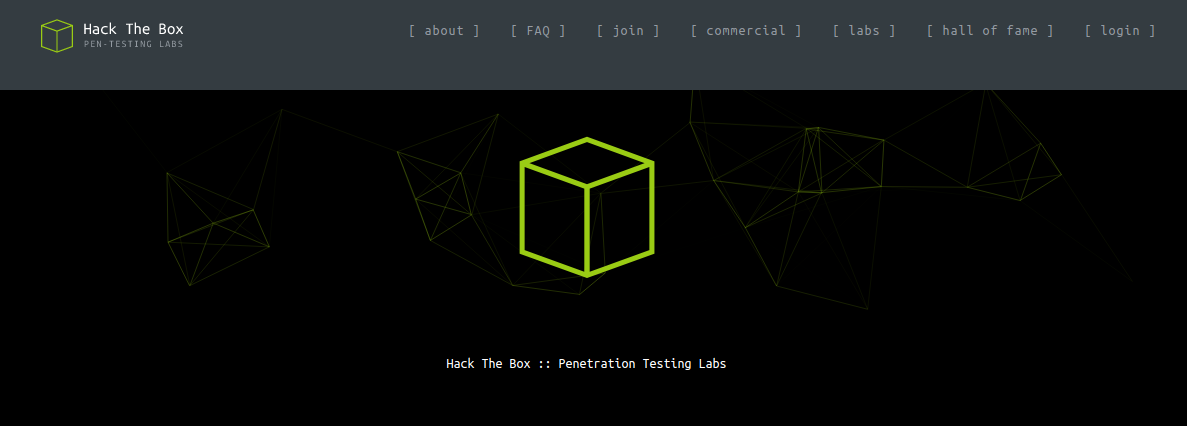 Hack The Box
PEN-TESTING LABS
[ about ] [ FAQ ] [ join ] [ commercial ] [ labs ] [ hall of fame ] [ login ]
Hack The Box :: Penetration Testing Labs